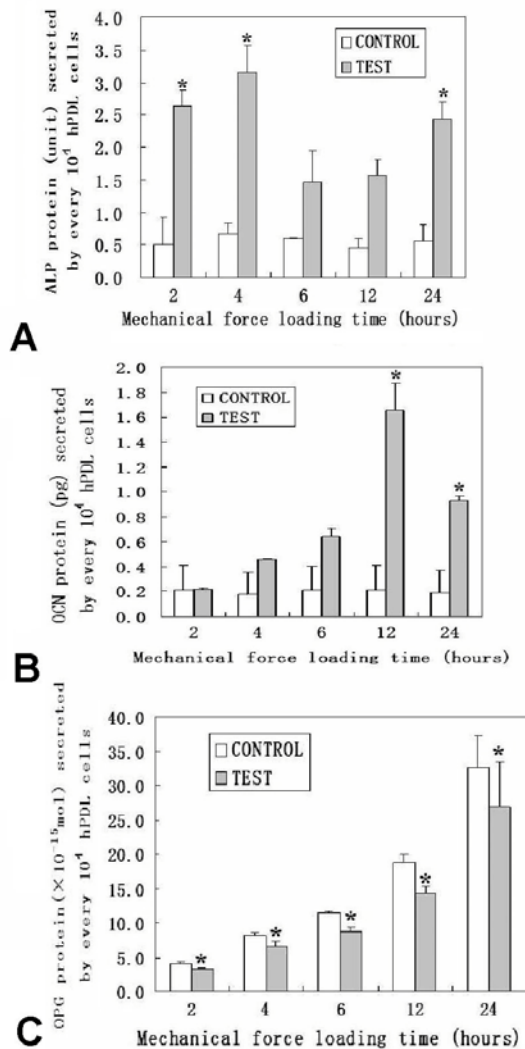 ALP protein (unit) secreted
by every 10⁴ hPDL cells
4.0
3.5
3.0
2.5
2.0
1.5
1.0
0.5
0.0
CONTROL
TEST
* * *
2 4 6 12 24
Mechanical force loading time (hours)
A
OCN protein (pg) secreted
by every 10⁴ hPDL cells
2.0
1.8
1.6
1.4
1.2
1.0
0.8
0.6
0.4
0.2
0.0
CONTROL
TEST
* *
2 4 6 12 24
Mechanical force loading time (hours)
B
OPG protein(×10⁻¹⁵mol) secreted
by every 10⁴ hPDL cells
40.0
35.0
30.0
25.0
20.0
15.0
10.0
5.0
0.0
CONTROL
TEST
* * * * *
2 4 6 12 24
Mechanical force loading time (hours)
C